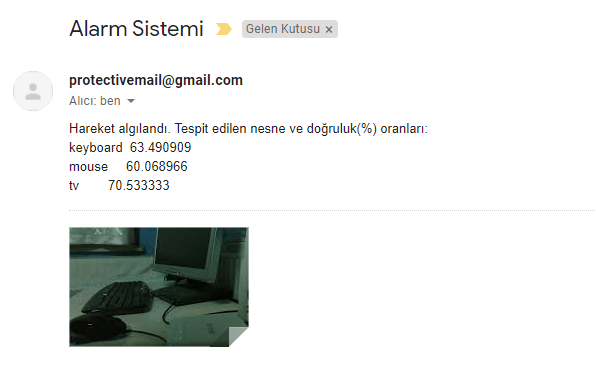 Alarm Sistemi Gelen Kutusu ×
protectivemail@gmail.com
Alıcı: ben
Hareket algılandı. Tespit edilen nesne ve doğruluk(%) oranları:
keyboard 63.490909
mouse 60.068966
tv 70.533333